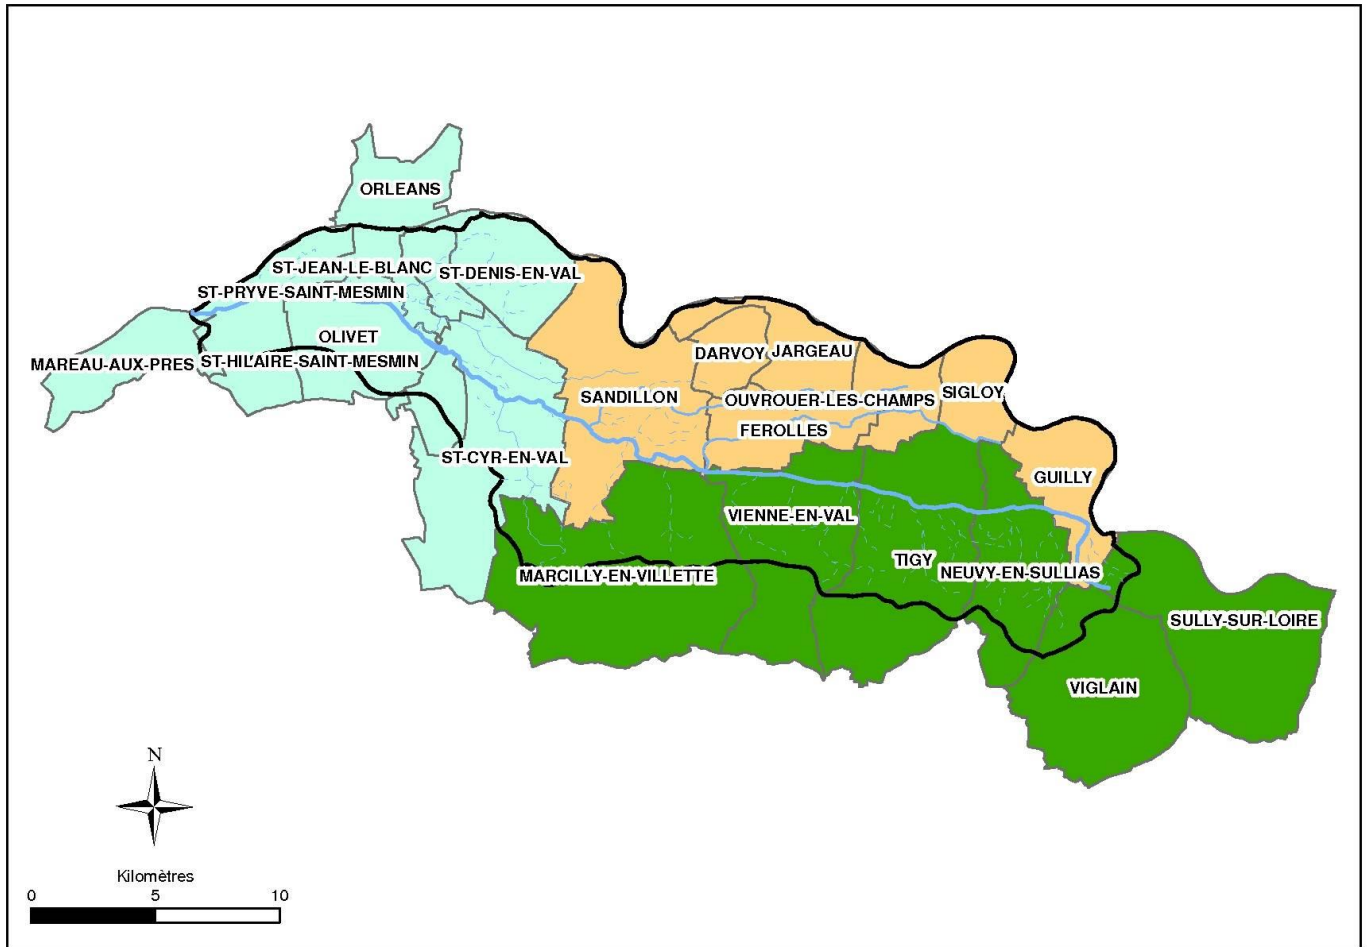 ORLEANS
ST-JEAN-LE-BLANC
ST-DENIS-EN-VAL
ST-PRYVE-SAINT-MESMIN
OLIVET
MAREAU-AUX-PRES
ST-HILAIRE-SAINT-MESMIN
DARVOY
JARGEAU
SANDILLON
OUVROUER-LES-CHAMPS
SIGLOY
FEROLLES
ST-CYR-EN-VAL
GUILLY
VIENNE-EN-VAL
TIGY
MARCILLY-EN-VILLETTE
NEUVY-EN-SULLIAS
SULLY-SUR-LOIRE
VIGLAIN
N
Kilomètres
0 5 10